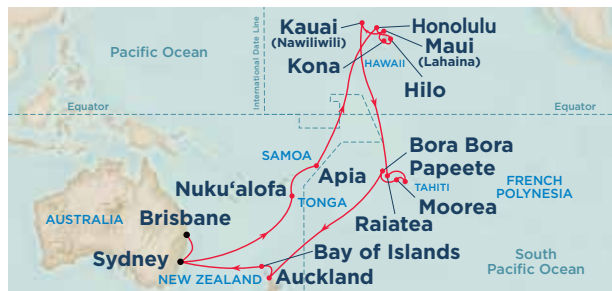 Kauai
(Nawiliwili)
Honolulu
Maui
(Lahaina)
Pacific Ocean
International Date Line
Kona
HAWAII
Hilo
Equator
Equator
SAMOA
Apia
Bora Bora
Papeete
Nuku‘alofa
TONGA
TAHITI
FRENCH
POLYNESIA
Moorea
Raiatea
AUSTRALIA
Brisbane
Sydney
Bay of Islands
South
Pacific Ocean
NEW ZEALAND
Auckland